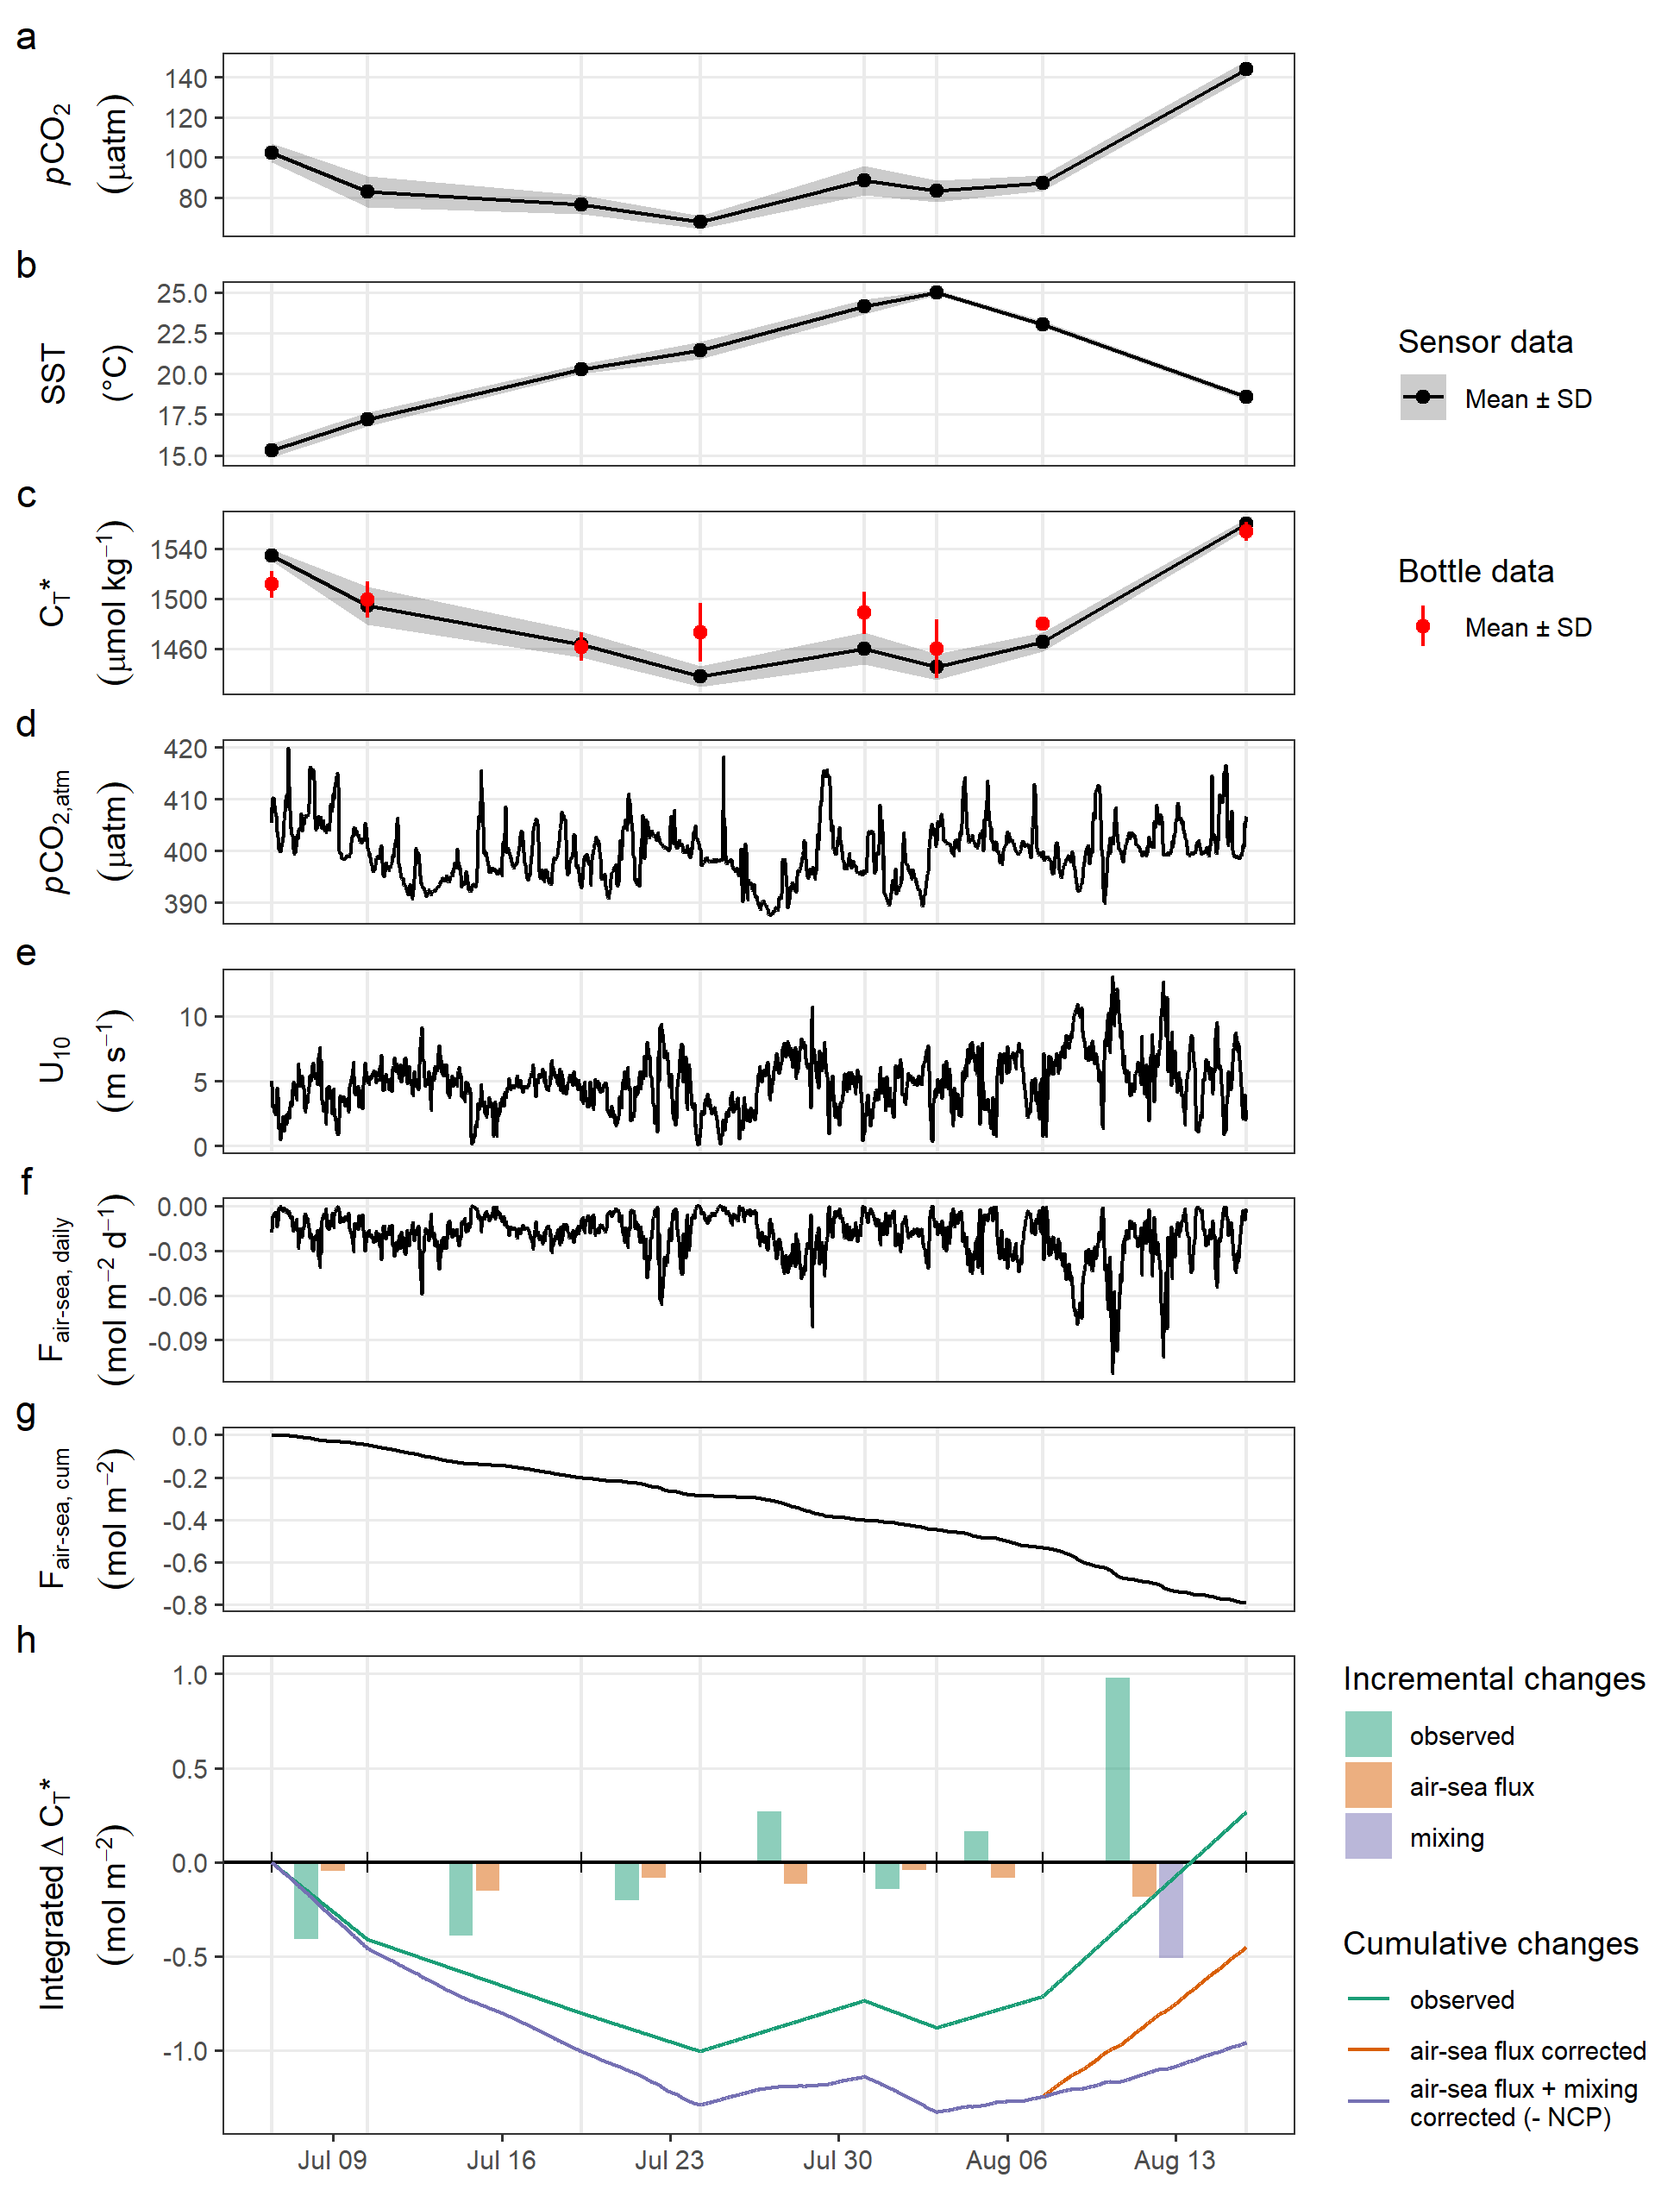 a
pCO₂
(µatm)
140
120
100
80
b
SST
(°C)
25.0
22.5
20.0
17.5
15.0
Sensor data
Mean ± SD
c
C_T*
(µmol kg⁻¹)
1540
1500
1460
Bottle data
Mean ± SD
d
pCO₂,atm
(µatm)
420
410
400
390
e
U₁₀
(m s⁻¹)
10
5
0
f
F air-sea, daily
(mol m⁻² d⁻¹)
0.00
-0.03
-0.06
-0.09
g
F air-sea, cum
(mol m⁻²)
0.0
-0.2
-0.4
-0.6
-0.8
h
Integrated Δ C_T*
(mol m⁻²)
1.0
0.5
0.0
-0.5
-1.0
Jul 09 Jul 16 Jul 23 Jul 30 Aug 06 Aug 13
Incremental changes
observed
air-sea flux
mixing
Cumulative changes
observed
air-sea flux corrected
air-sea flux + mixing
corrected (- NCP)